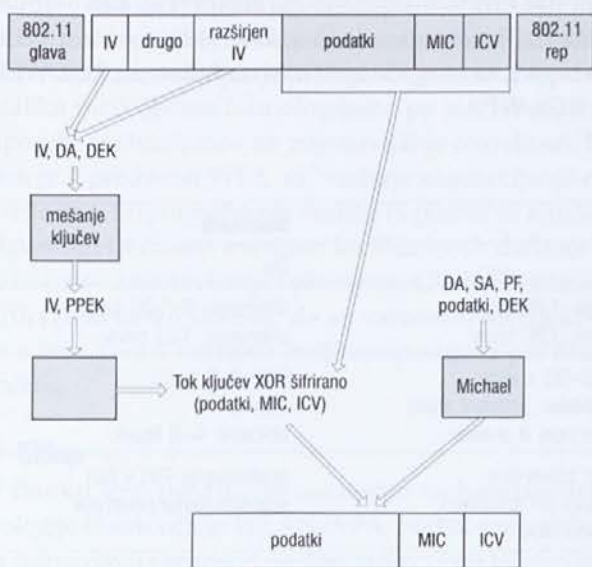 802.11
glava
IV
drugo
razširjen
IV
podatki
MIC
ICV
802.11
rep
IV, DA, DEK
mešanje
ključev
IV, PPEK
DA, SA, PF,
podatki, DEK
Tok ključev XOR šifrirano
(podatki, MIC, ICV)
Michael
podatki
MIC
ICV